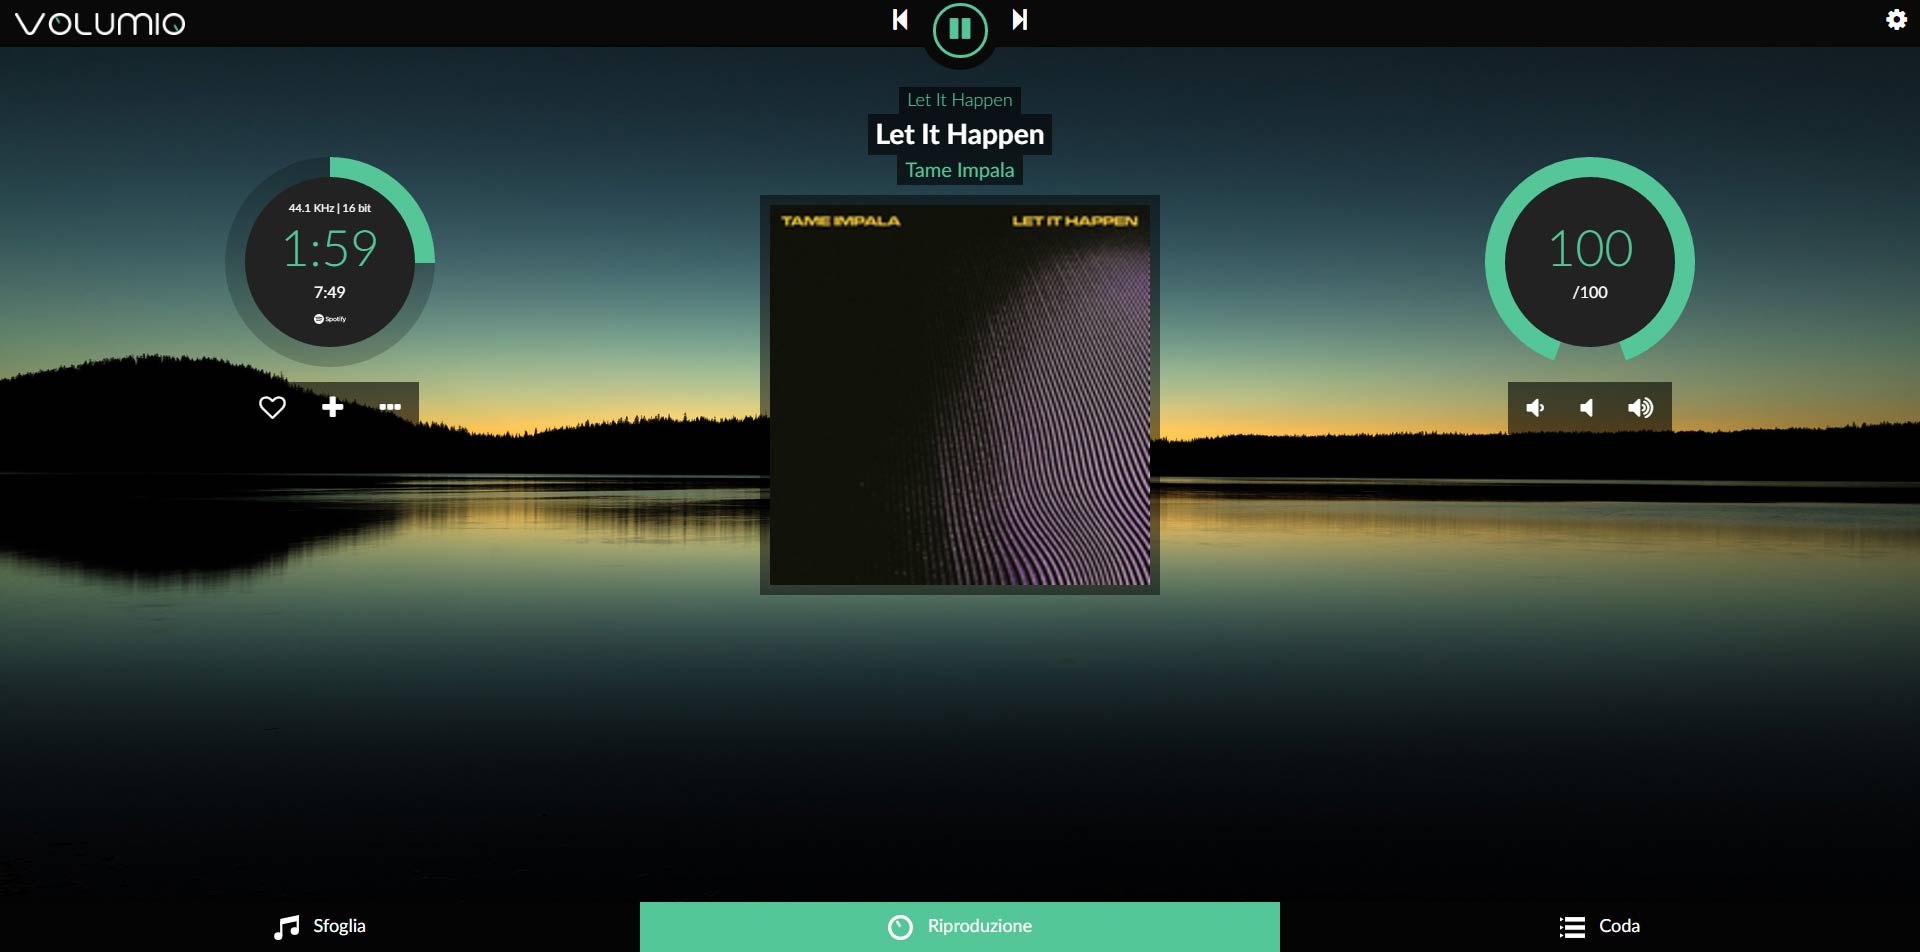 VOLUMIO
Let It Happen
Let It Happen
Tame Impala
TAME IMPALA LET IT HAPPEN
44.1 KHz | 16 bit
1:59
7:49
Spotify
100
/100
Sfoglia
Riproduzione
Coda